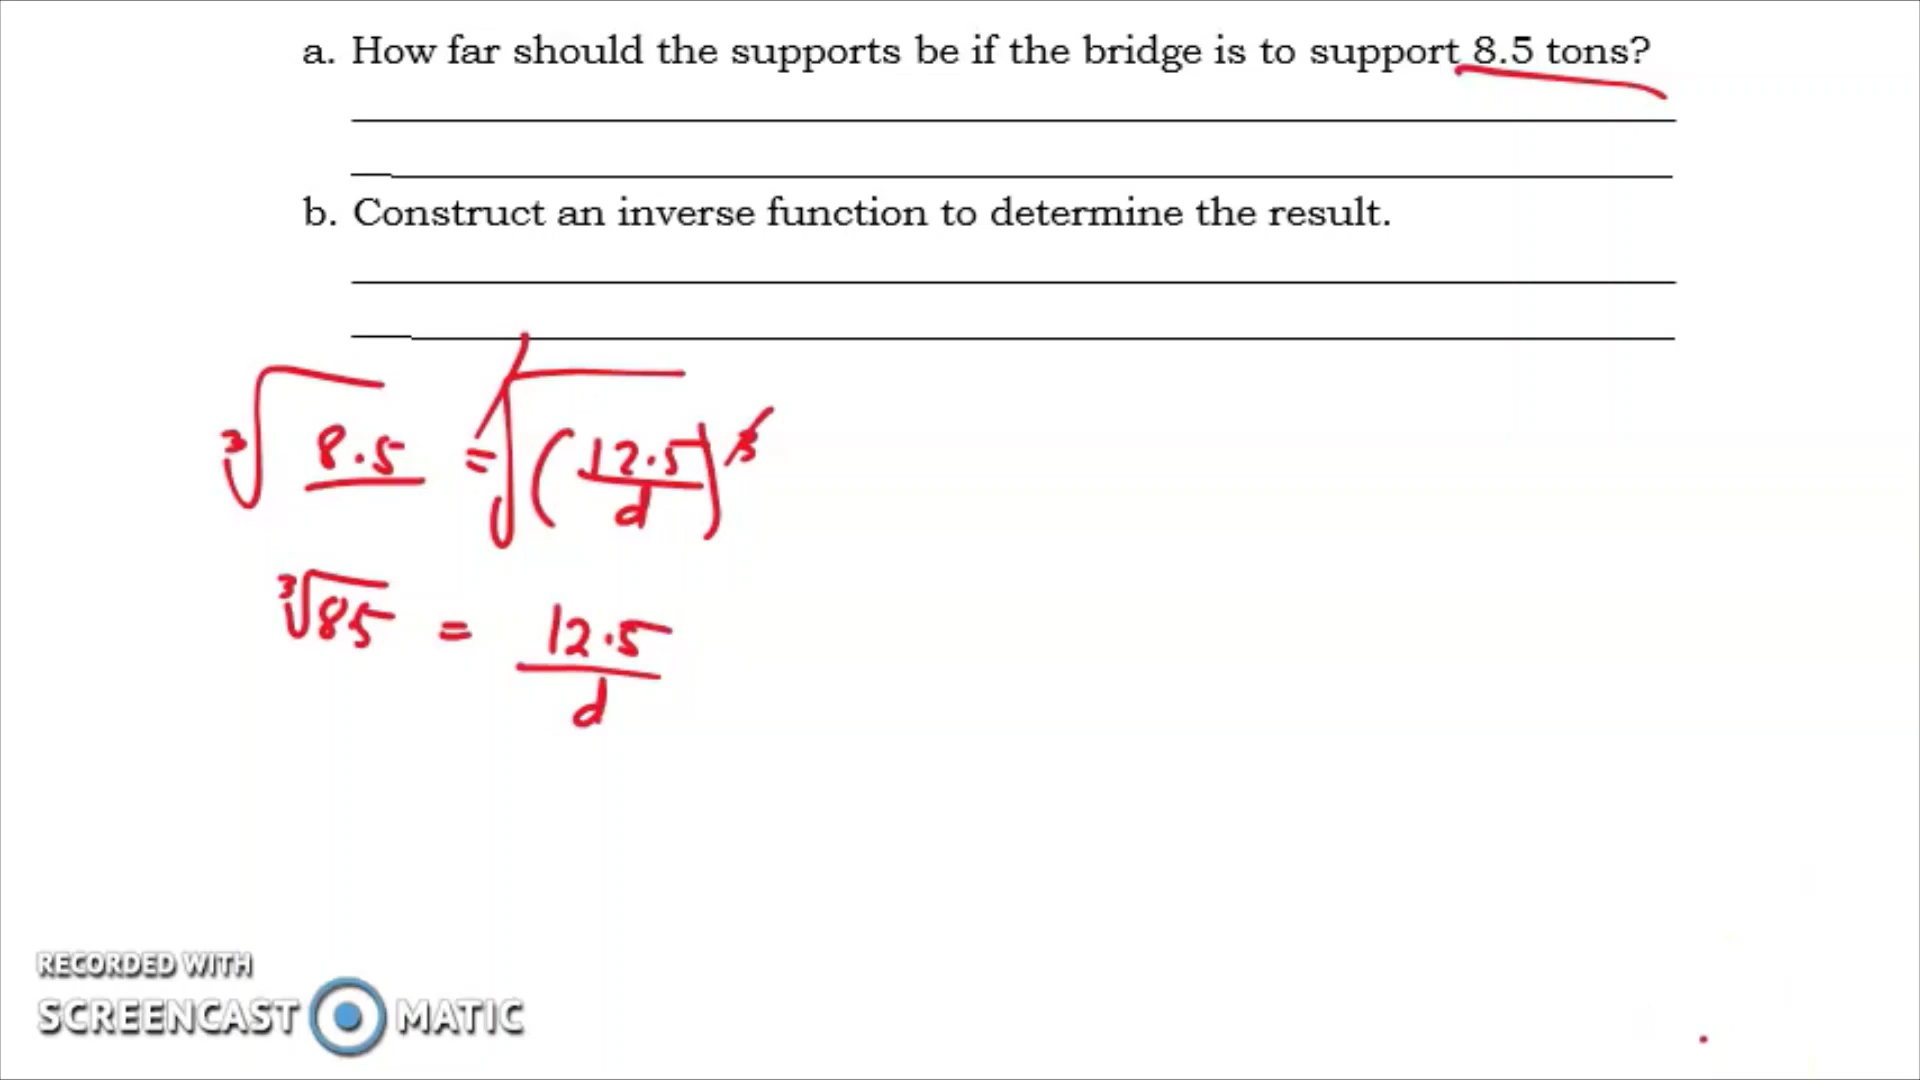 a. How far should the supports be if the bridge is to support 8.5 tons?
b. Construct an inverse function to determine the result.
∛8.5 = √(12.5/d)³
∛85 = 12.5/d
RECORDED WITH
SCREENCAST MATIC